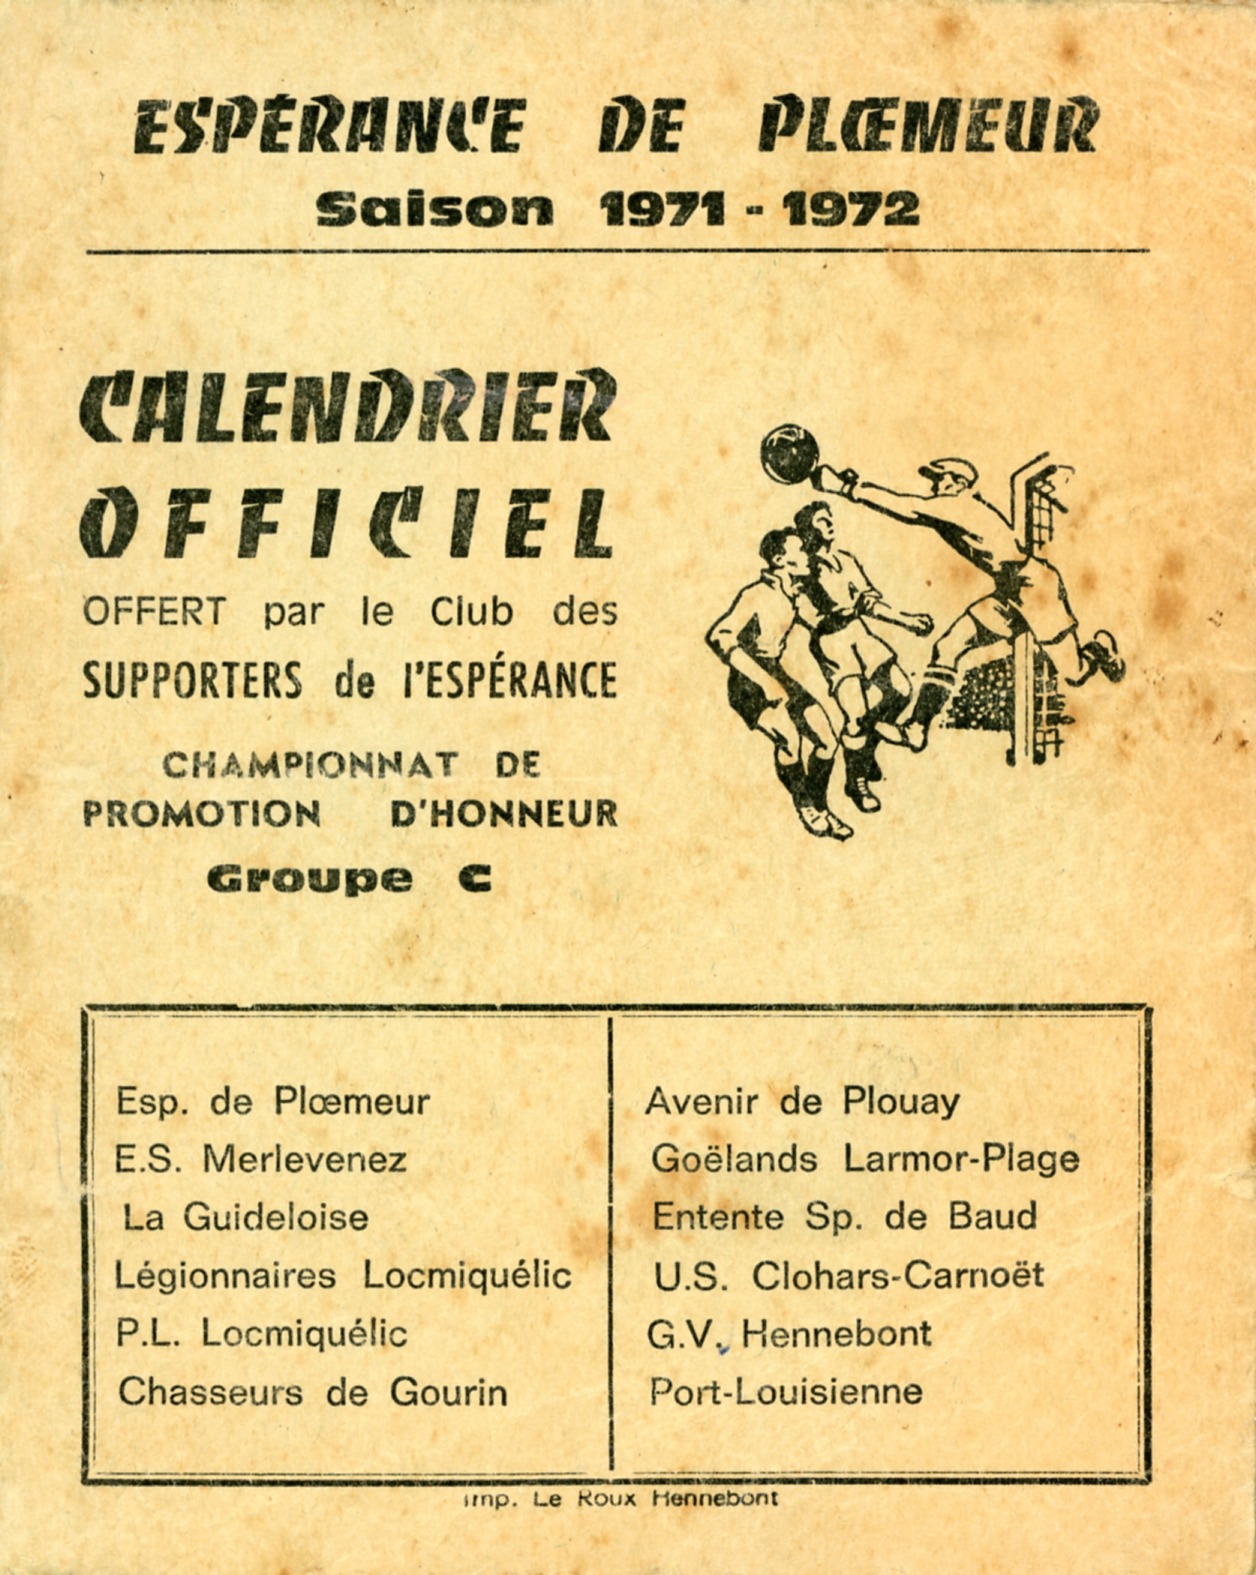 ESPÉRANCE DE PLŒMEUR
Saison 1971 - 1972
CALENDRIER
OFFICIEL
OFFERT par le Club des
SUPPORTERS de l'ESPÉRANCE
CHAMPIONNAT DE
PROMOTION D'HONNEUR
Groupe C
Esp. de Plœmeur
E.S. Merlevenez
La Guideloise
Légionnaires Locmiquélic
P.L. Locmiquélic
Chasseurs de Gourin
Avenir de Plouay
Goëlands Larmor-Plage
Entente Sp. de Baud
U.S. Clohars-Carnoët
G.V. Hennebont
Port-Louisienne
Imp. Le Roux Hennebont